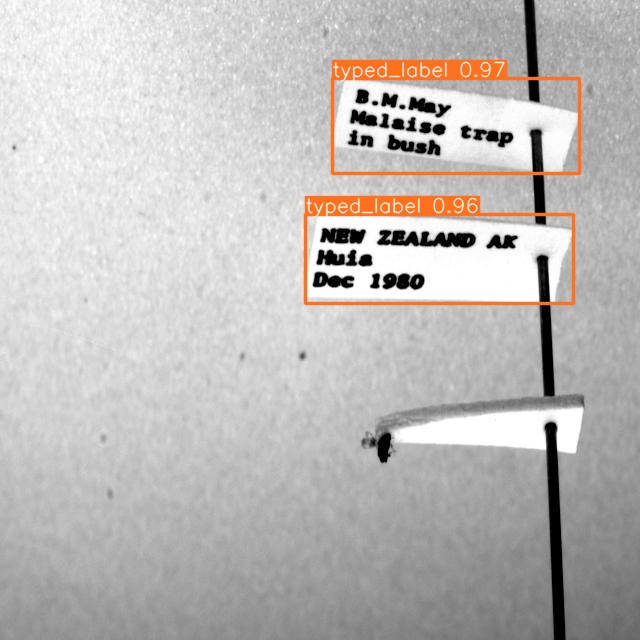 typed_label 0.97
B.M.May
Malaise trap
in bush
typed_label 0.96
NEW ZEALAND AK
Huia
Dec 1980